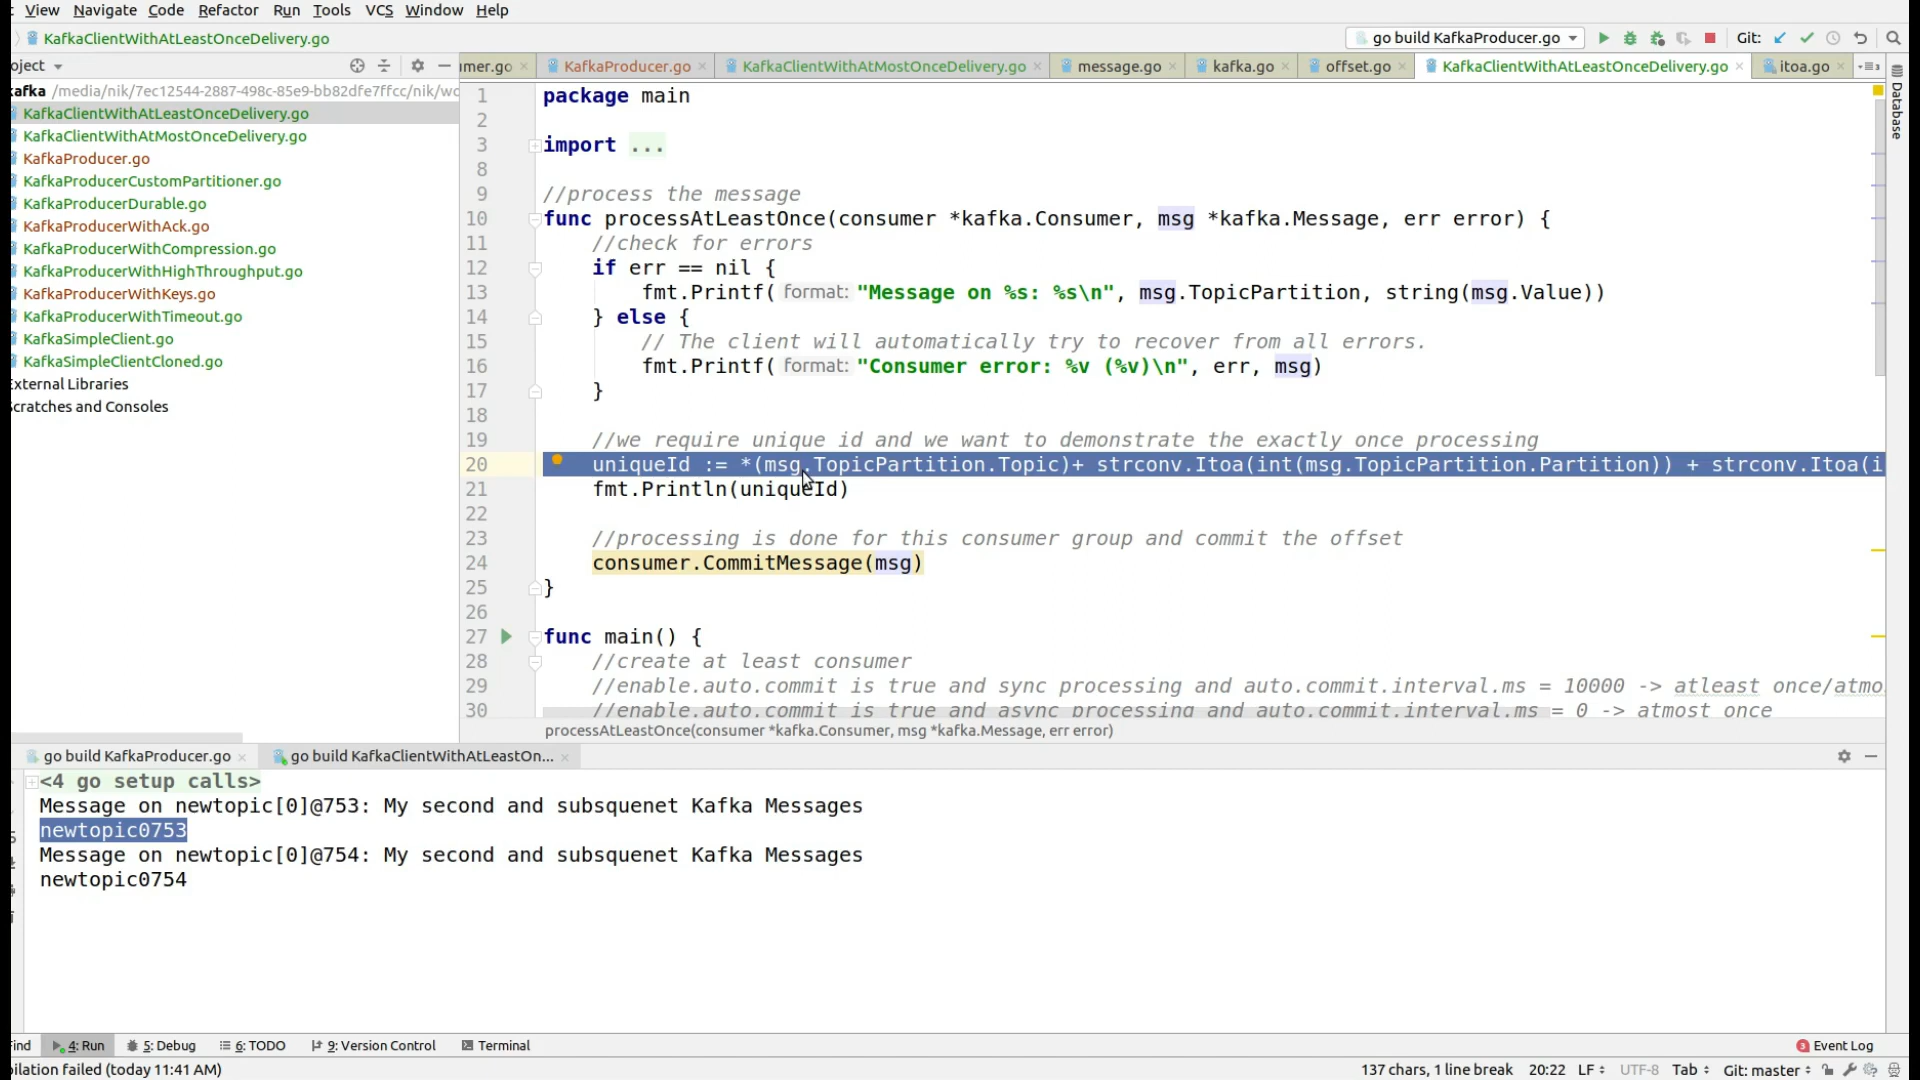 View Navigate Code Refactor Run Tools VCS Window Help
KafkaClientWithAtLeastOnceDelivery.go
go build KafkaProducer.go
Git:
oject
mer.go
KafkaProducer.go
KafkaClientWithAtMostOnceDelivery.go
message.go
kafka.go
offset.go
KafkaClientWithAtLeastOnceDelivery.go
itoa.go
Database
kafka /media/nik/7ec12544-2887-498c-85e9-bb82dfe7ffcc/nik/wo
KafkaClientWithAtLeastOnceDelivery.go
KafkaClientWithAtMostOnceDelivery.go
KafkaProducer.go
KafkaProducerCustomPartitioner.go
KafkaProducerDurable.go
KafkaProducerWithAck.go
KafkaProducerWithCompression.go
KafkaProducerWithHighThroughput.go
KafkaProducerWithKeys.go
KafkaProducerWithTimeout.go
KafkaSimpleClient.go
KafkaSimpleClientCloned.go
External Libraries
Scratches and Consoles
1 package main
2
3 import ...
8
9 //process the message
10 func processAtLeastOnce(consumer *kafka.Consumer, msg *kafka.Message, err error) {
11 //check for errors
12 if err == nil {
13 fmt.Printf( format: "Message on %s: %s\n", msg.TopicPartition, string(msg.Value))
14 } else {
15 // The client will automatically try to recover from all errors.
16 fmt.Printf( format: "Consumer error: %v (%v)\n", err, msg)
17 }
18
19 //we require unique id and we want to demonstrate the exactly once processing
20 uniqueId := *(msg.TopicPartition.Topic)+ strconv.Itoa(int(msg.TopicPartition.Partition)) + strconv.Itoa(i
21 fmt.Println(uniqueId)
22
23 //processing is done for this consumer group and commit the offset
24 consumer.CommitMessage(msg)
25 }
26
27 func main() {
28 //create at least consumer
29 //enable.auto.commit is true and sync processing and auto.commit.interval.ms = 10000 -> atleast once/atmo
30 //enable.auto.commit is true and async processing and auto.commit.interval.ms = 0 -> atmost once
processAtLeastOnce(consumer *kafka.Consumer, msg *kafka.Message, err error)
go build KafkaProducer.go
go build KafkaClientWithAtLeastOn...
<4 go setup calls>
Message on newtopic[0]@753: My second and subsquenet Kafka Messages
newtopic0753
Message on newtopic[0]@754: My second and subsquenet Kafka Messages
newtopic0754
Find 4: Run 5: Debug 6: TODO 9: Version Control Terminal 3 Event Log
pilation failed (today 11:41 AM)
137 chars, 1 line break 20:22 LF UTF-8 Tab Git: master